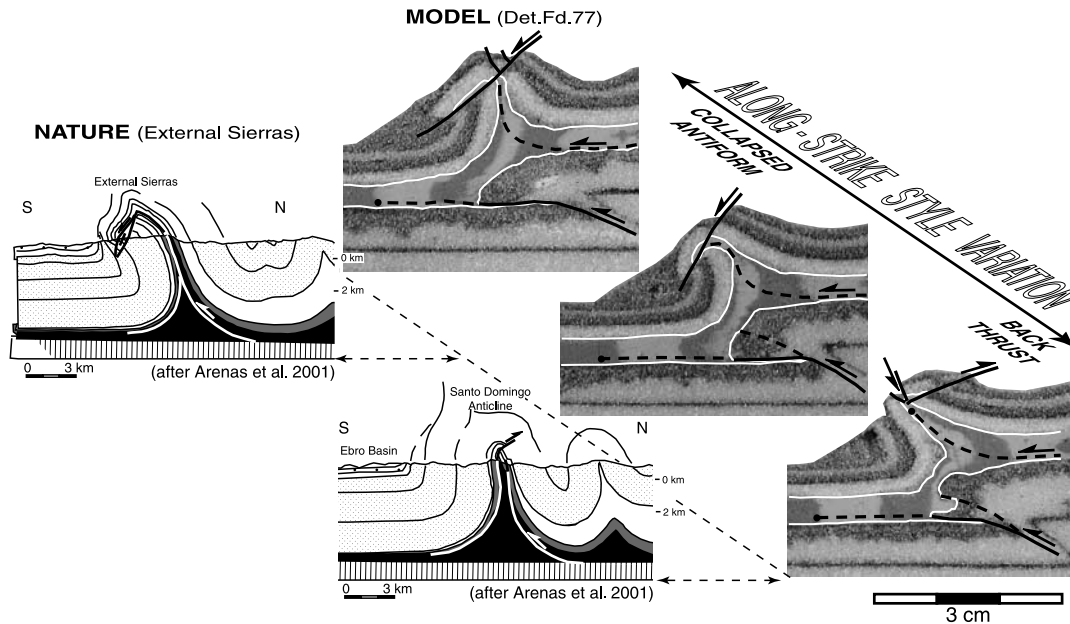 MODEL (Det.Fd.77)
NATURE (External Sierras)
External Sierras
S
N
0 km
2 km
0 3 km
(after Arenas et al. 2001)
Santo Domingo
Anticline
S
N
Ebro Basin
0 km
2 km
0 3 km
(after Arenas et al. 2001)
ALONG-STRIKE STYLE VARIATION
COLLAPSED
ANTIFORM
BACK
THRUST
3 cm